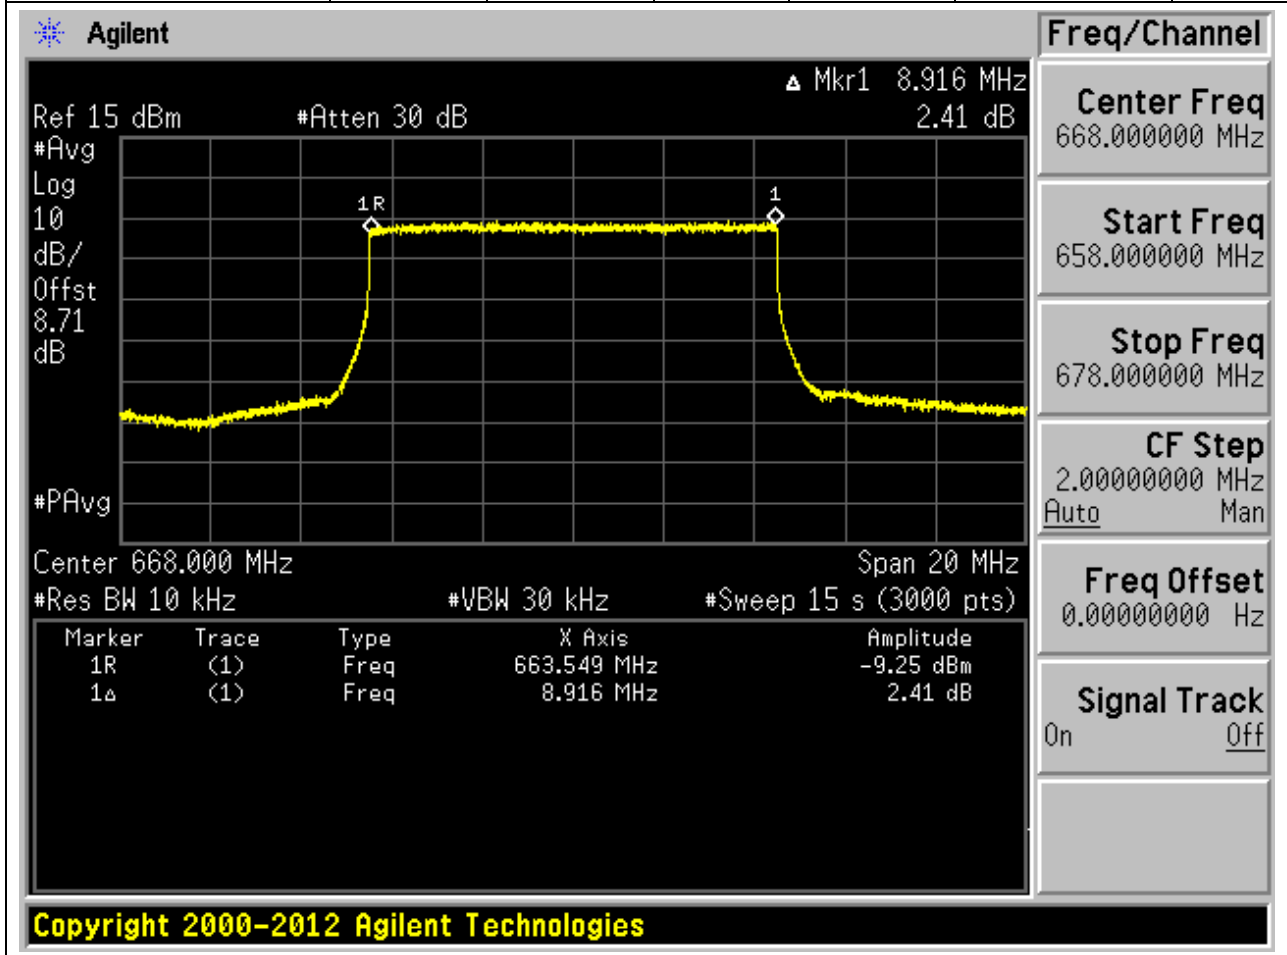 Agilent
Freq/Channel
Δ Mkr1 8.916 MHz
Ref 15 dBm #Atten 30 dB 2.41 dB
#Avg
Log
10
dB/
Offst
8.71
dB
1R
1
#PAvg
Center 668.000 MHz Span 20 MHz
#Res BW 10 kHz #VBW 30 kHz #Sweep 15 s (3000 pts)
Marker Trace Type X Axis Amplitude
1R (1) Freq 663.549 MHz -9.25 dBm
1Δ (1) Freq 8.916 MHz 2.41 dB
Center Freq
668.000000 MHz
Start Freq
658.000000 MHz
Stop Freq
678.000000 MHz
CF Step
2.00000000 MHz
Auto Man
Freq Offset
0.00000000 Hz
Signal Track
On Off
Copyright 2000-2012 Agilent Technologies